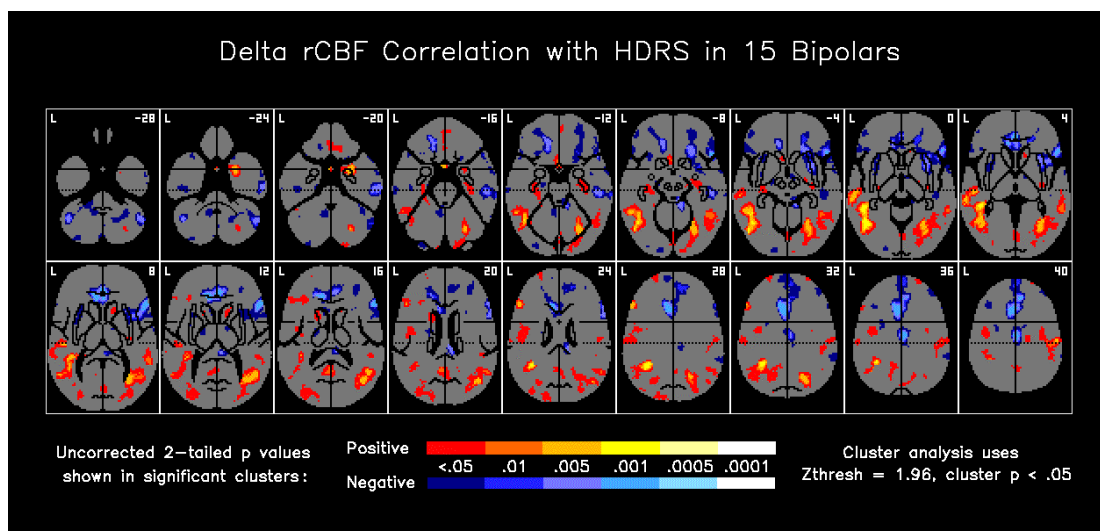 Delta rCBF Correlation with HDRS in 15 Bipolars
L -28 L -24 L -20 L -16 L -12 L -8 L -4 L 0 L 4
L 8 L 12 L 16 L 20 L 24 L 28 L 32 L 36 L 40
Uncorrected 2-tailed p values
shown in significant clusters:
Positive
<.05 .01 .005 .001 .0005 .0001
Negative
Cluster analysis uses
Zthresh = 1.96, cluster p < .05